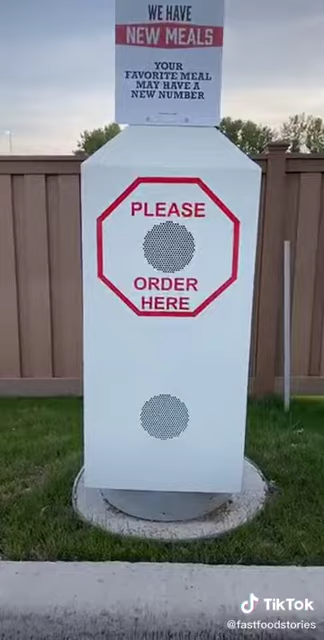 WE HAVE
NEW MEALS
YOUR
FAVORITE MEAL
MAY HAVE A
NEW NUMBER
PLEASE
ORDER
HERE
TikTok
@fastfoodstories